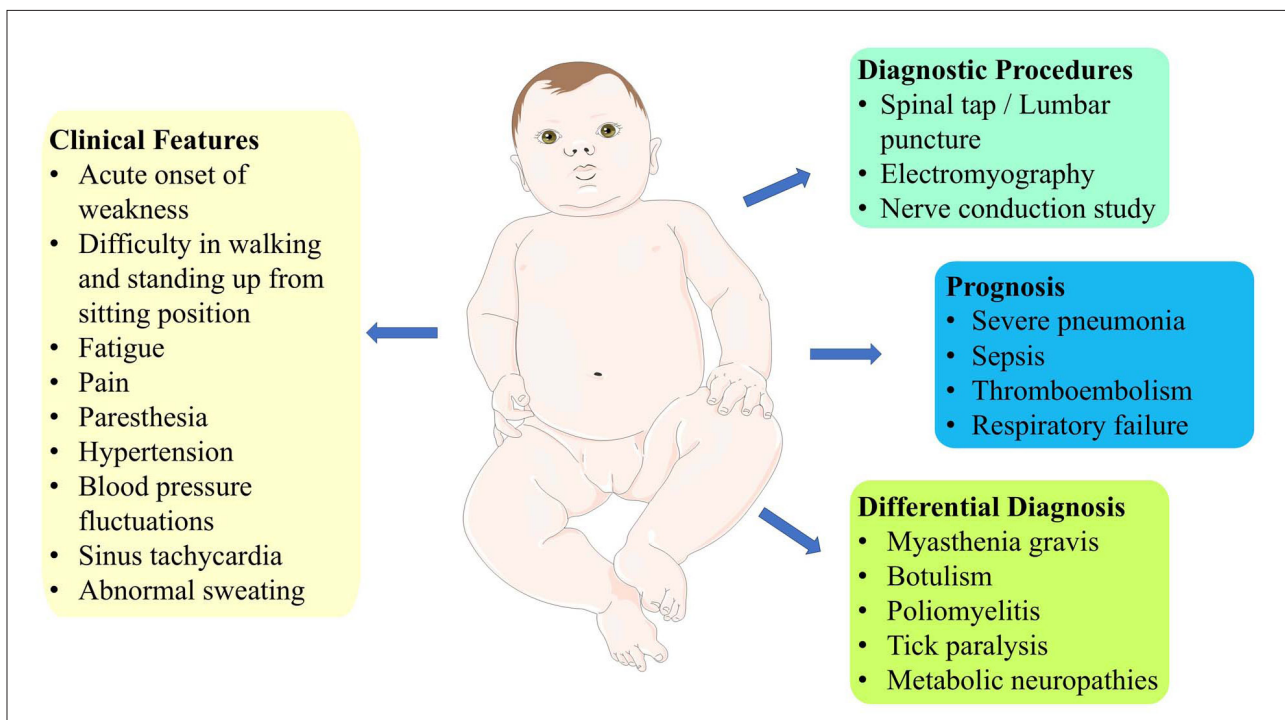 Clinical Features
• Acute onset of
weakness
• Difficulty in walking
and standing up from
sitting position
• Fatigue
• Pain
• Paresthesia
• Hypertension
• Blood pressure
fluctuations
• Sinus tachycardia
• Abnormal sweating
Diagnostic Procedures
• Spinal tap / Lumbar
puncture
• Electromyography
• Nerve conduction study
Prognosis
• Severe pneumonia
• Sepsis
• Thromboembolism
• Respiratory failure
Differential Diagnosis
• Myasthenia gravis
• Botulism
• Poliomyelitis
• Tick paralysis
• Metabolic neuropathies